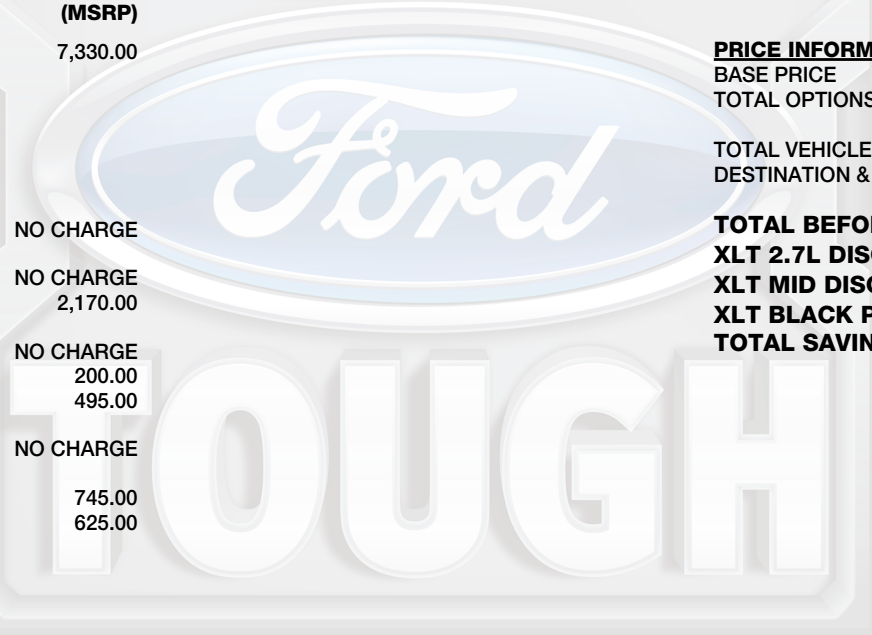 (MSRP)
7,330.00
NO CHARGE
NO CHARGE
2,170.00
NO CHARGE
200.00
495.00
NO CHARGE
745.00
625.00
PRICE INFORM
BASE PRICE
TOTAL OPTIONS
TOTAL VEHICLE
DESTINATION &
TOTAL BEFO
XLT 2.7L DIS
XLT MID DISC
XLT BLACK P
TOTAL SAVIN
Ford
TOUGH